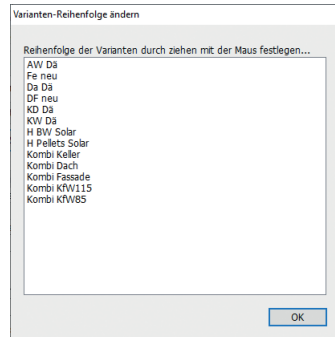 Varianten-Reihenfolge ändern
Reihenfolge der Varianten durch ziehen mit der Maus festlegen...
AW Dä
Fe neu
Da Dä
DF neu
KD Dä
KW Dä
H BW Solar
H Pellets Solar
Kombi Keller
Kombi Dach
Kombi Fassade
Kombi KfW115
Kombi KfW85
OK